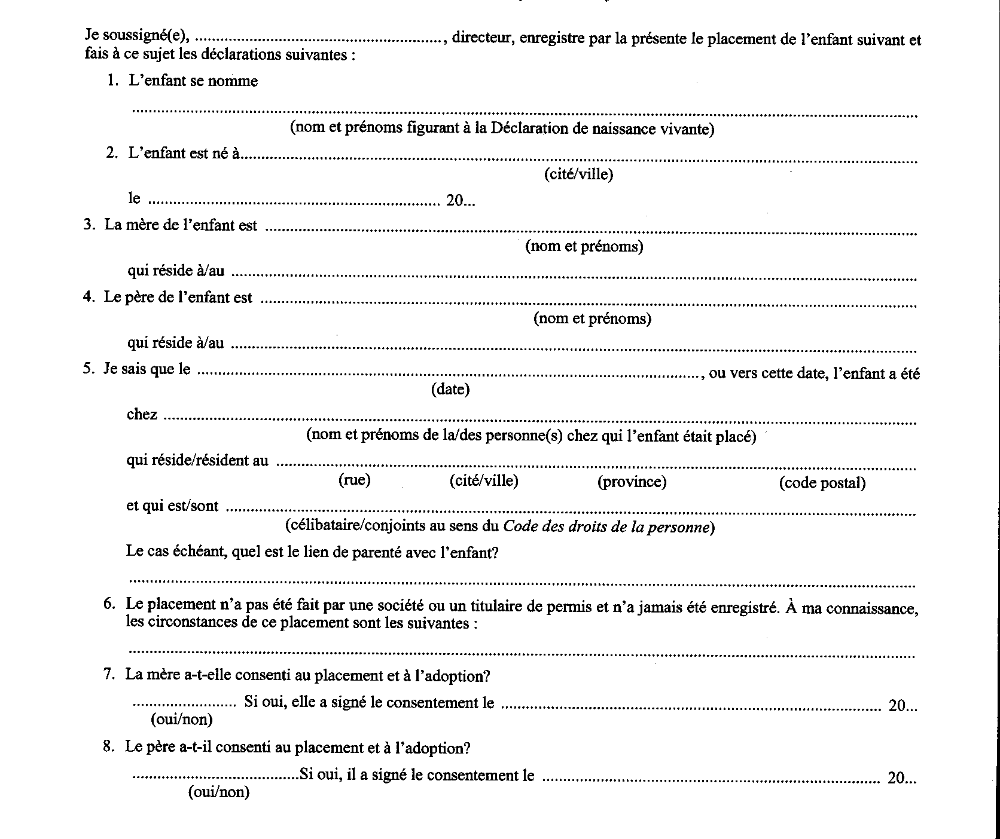 Je soussigné(e), ............................................................, directeur, enregistre par la présente le placement de l'enfant suivant et
fais à ce sujet les déclarations suivantes :
1. L'enfant se nomme
................................................................................
(nom et prénoms figurant à la Déclaration de naissance vivante)
2. L'enfant est né à................................................................................
(cité/ville)
le ...................................................................... 20...
3. La mère de l'enfant est ................................................................................
(nom et prénoms)
qui réside à/au ................................................................................
4. Le père de l'enfant est ................................................................................
(nom et prénoms)
qui réside à/au ................................................................................
5. Je sais que le ................................................................................, ou vers cette date, l'enfant a été
(date)
chez ................................................................................
(nom et prénoms de la/des personne(s) chez qui l'enfant était placé)
qui réside/résident au ................................................................................
(rue) (cité/ville) (province) (code postal)
et qui est/sont ................................................................................
(célibataire/conjoints au sens du Code des droits de la personne)
Le cas échéant, quel est le lien de parenté avec l'enfant?
................................................................................
6. Le placement n'a pas été fait par une société ou un titulaire de permis et n'a jamais été enregistré. À ma connaissance,
les circonstances de ce placement sont les suivantes :
................................................................................
7. La mère a-t-elle consenti au placement et à l'adoption?
......................... Si oui, elle a signé le consentement le ................................................................................ 20...
(oui/non)
8. Le père a-t-il consenti au placement et à l'adoption?
........................................Si oui, il a signé le consentement le ................................................................................ 20...
(oui/non)